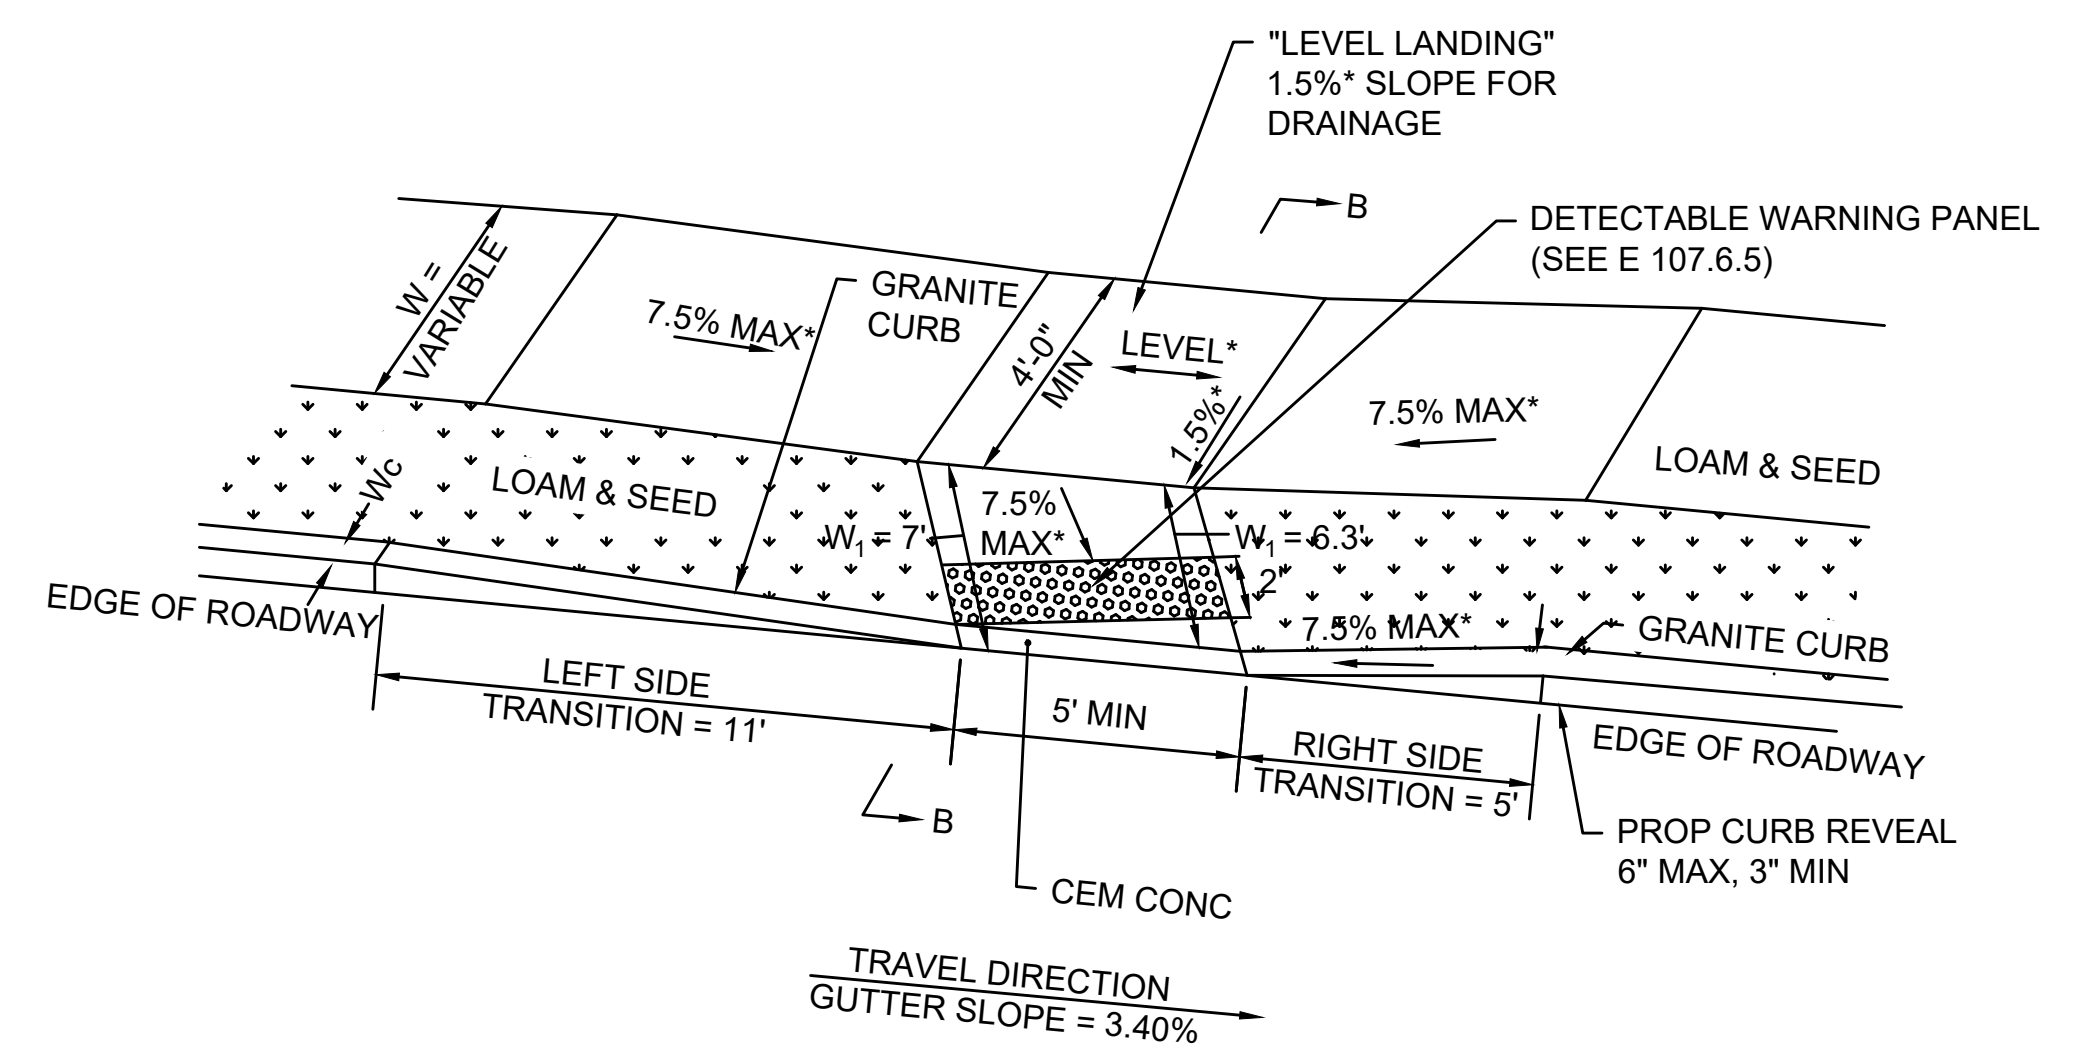 "LEVEL LANDING"
1.5%* SLOPE FOR
DRAINAGE
B
DETECTABLE WARNING PANEL
(SEE E 107.6.5)
W =
VARIABLE
7.5% MAX*
GRANITE
CURB
4'-0"
MIN
LEVEL*
1.5%*
7.5% MAX*
LOAM & SEED
Wc
LOAM & SEED
7.5%
MAX*
W1 = 7'
W1 = 6.3'
2'
EDGE OF ROADWAY
7.5% MAX*
GRANITE CURB
LEFT SIDE
TRANSITION = 11'
5' MIN
RIGHT SIDE
TRANSITION = 5'
EDGE OF ROADWAY
B
PROP CURB REVEAL
6" MAX, 3" MIN
CEM CONC
TRAVEL DIRECTION
GUTTER SLOPE = 3.40%